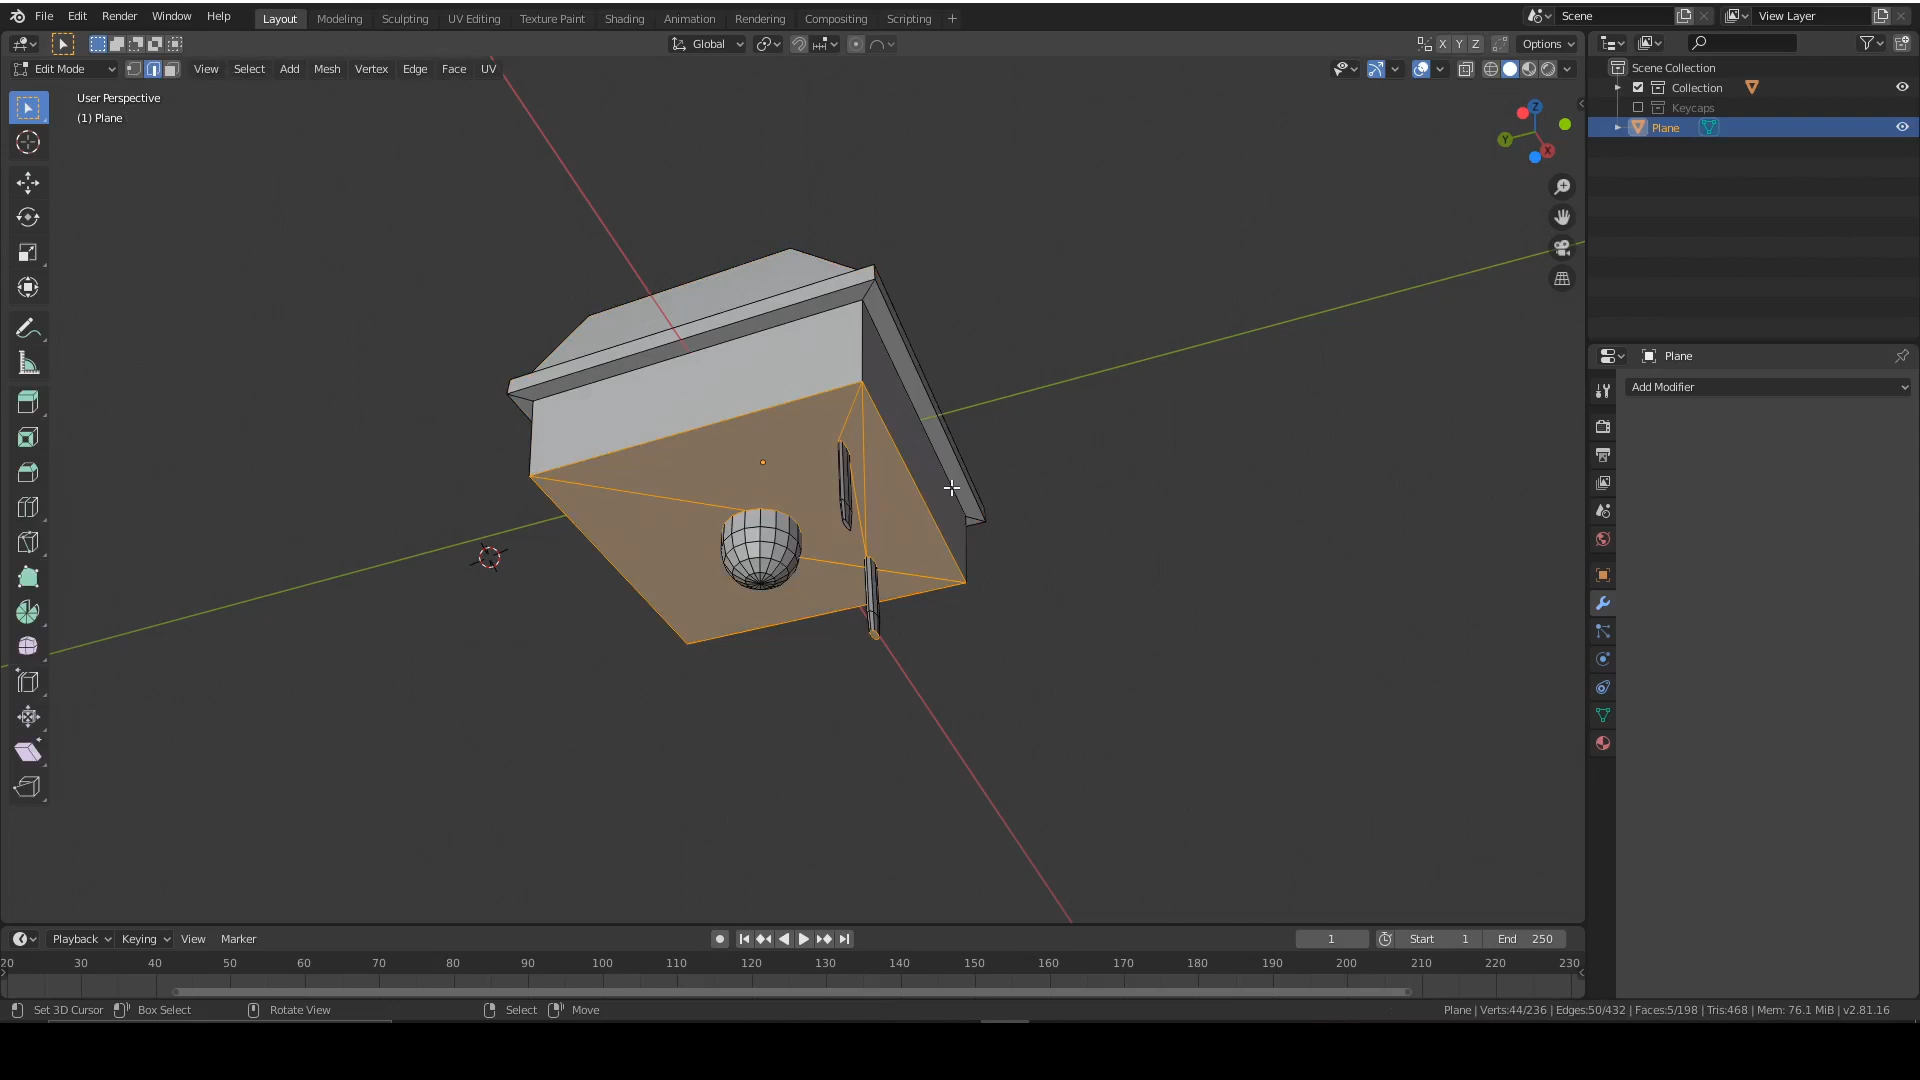 File Edit Render Window Help Layout Modeling Sculpting UV Editing Texture Paint Shading Animation Rendering Compositing Scripting + Scene View Layer
Global X Y Z Options
Edit Mode View Select Add Mesh Vertex Edge Face UV
User Perspective
(1) Plane
Z
Y
X
Scene Collection
Collection
Keycaps
Plane
Plane
Add Modifier
Playback Keying View Marker 1 Start 1 End 250
20 30 40 50 60 70 80 90 100 110 120 130 140 150 160 170 180 190 200 210 220 230
Set 3D Cursor Box Select Rotate View Select Move Plane | Verts:44/236 | Edges:50/432 | Faces:5/198 | Tris:468 | Mem: 76.1 MiB | v2.81.16